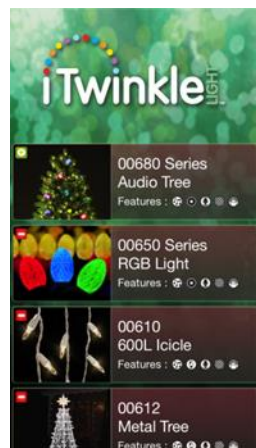 iTwinkle LIGHT
00680 Series
Audio Tree
Features :
00650 Series
RGB Light
Features :
00610
600L Icicle
Features :
00612
Metal Tree
Features :